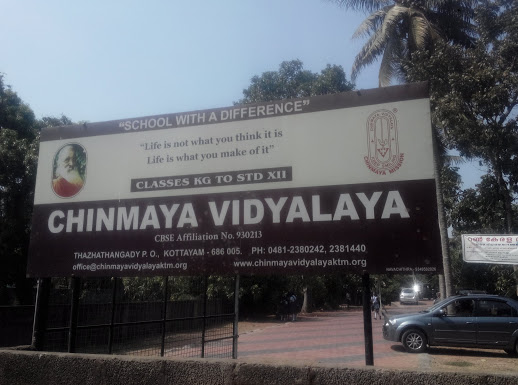 "SCHOOL WITH A DIFFERENCE"
"Life is not what you think it is
Life is what you make of it"
CLASSES KG TO STD XII
CHINMAYA MISSION
CHINMAYA VIDYALAYA
CBSE Affiliation No. 930213
THAZHATHANGADY P. O., KOTTAYAM - 686 005. PH: 0481-2380242, 2381440
office@chinmayavidyalayaktm.org www.chinmayavidyalayaktm.org